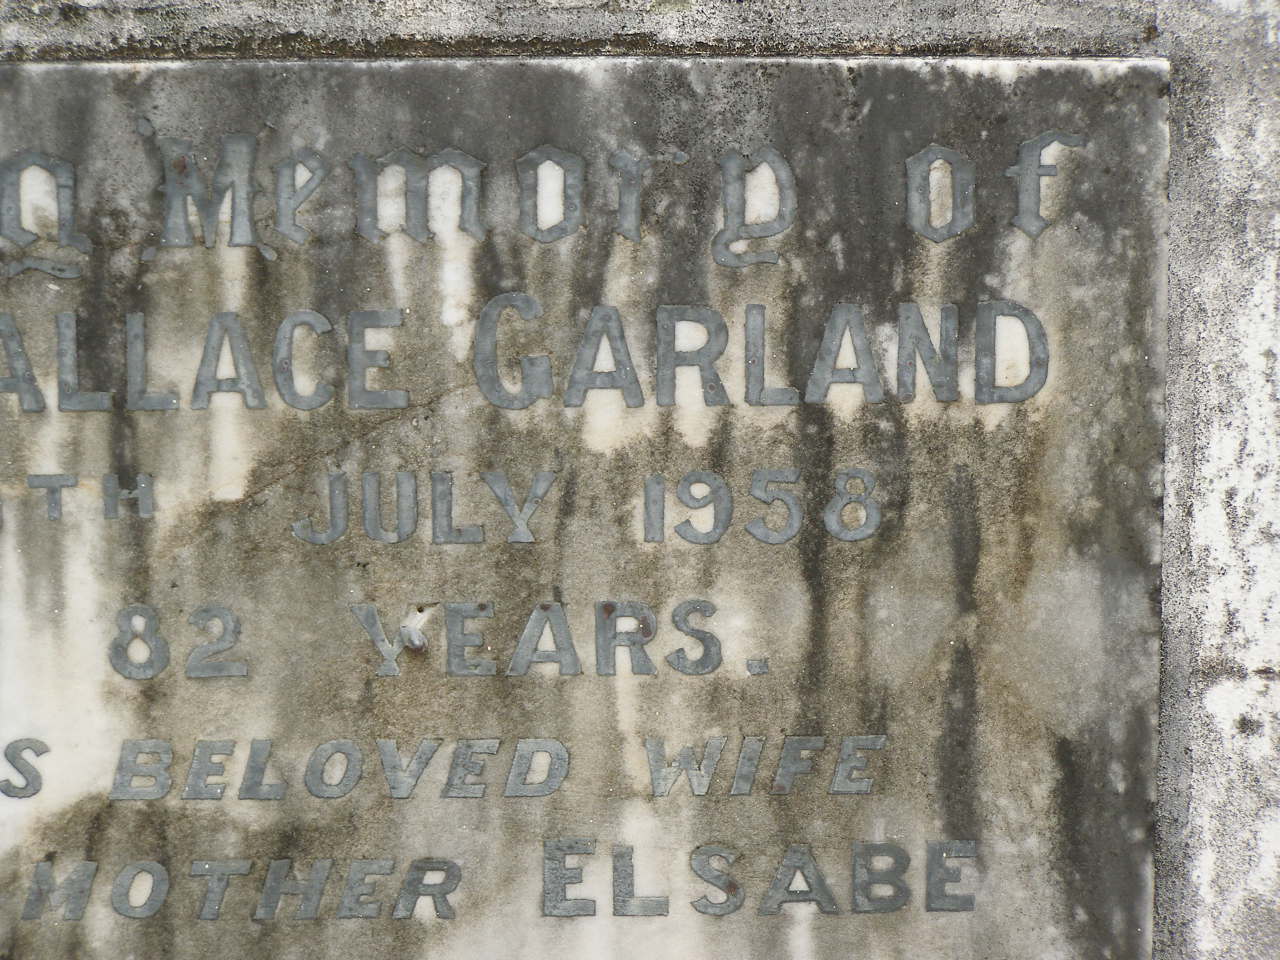 g Memory of
ALLACE GARLAND
TH JULY 1958
82 YEARS.
S BELOVED WIFE
MOTHER ELSABE